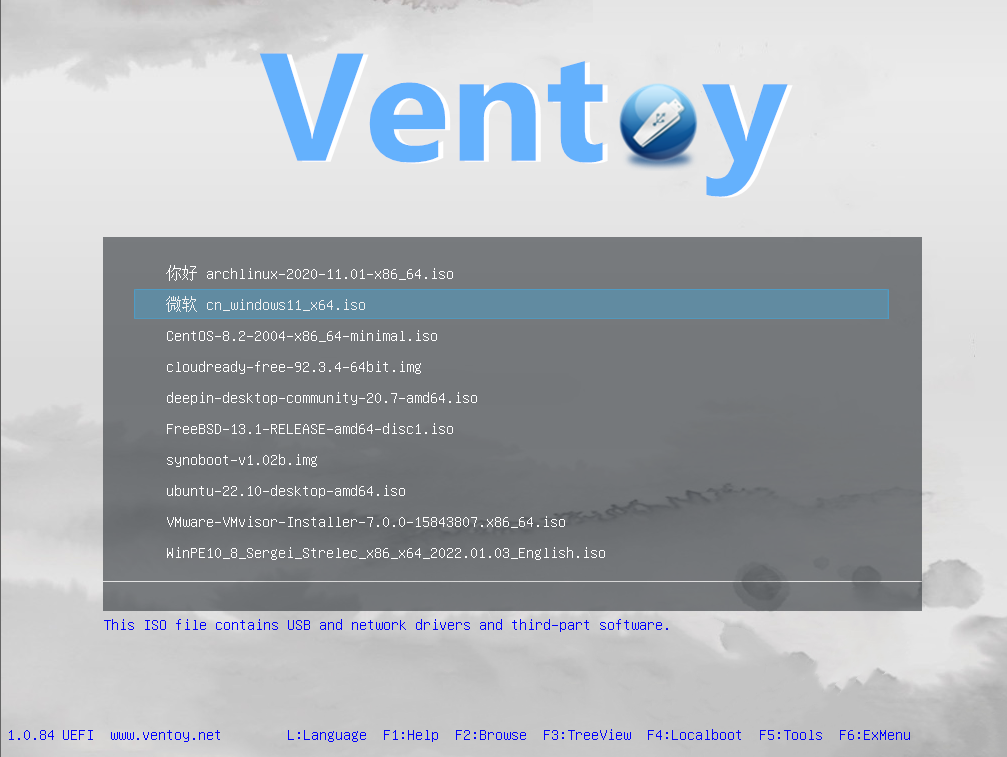 Ventoy
你好 archlinux-2020-11.01-x86_64.iso
微软 cn_windows11_x64.iso
CentOS-8.2-2004-x86_64-minimal.iso
cloudready-free-92.3.4-64bit.img
deepin-desktop-community-20.7-amd64.iso
FreeBSD-13.1-RELEASE-amd64-disc1.iso
synoboot-v1.02b.img
ubuntu-22.10-desktop-amd64.iso
VMware-VMvisor-Installer-7.0.0-15843807.x86_64.iso
WinPE10_8_Sergei_Strelec_x86_x64_2022.01.03_English.iso
This ISO file contains USB and network drivers and third-part software.
1.0.84 UEFI www.ventoy.net L:Language F1:Help F2:Browse F3:TreeView F4:Localboot F5:Tools F6:ExMenu